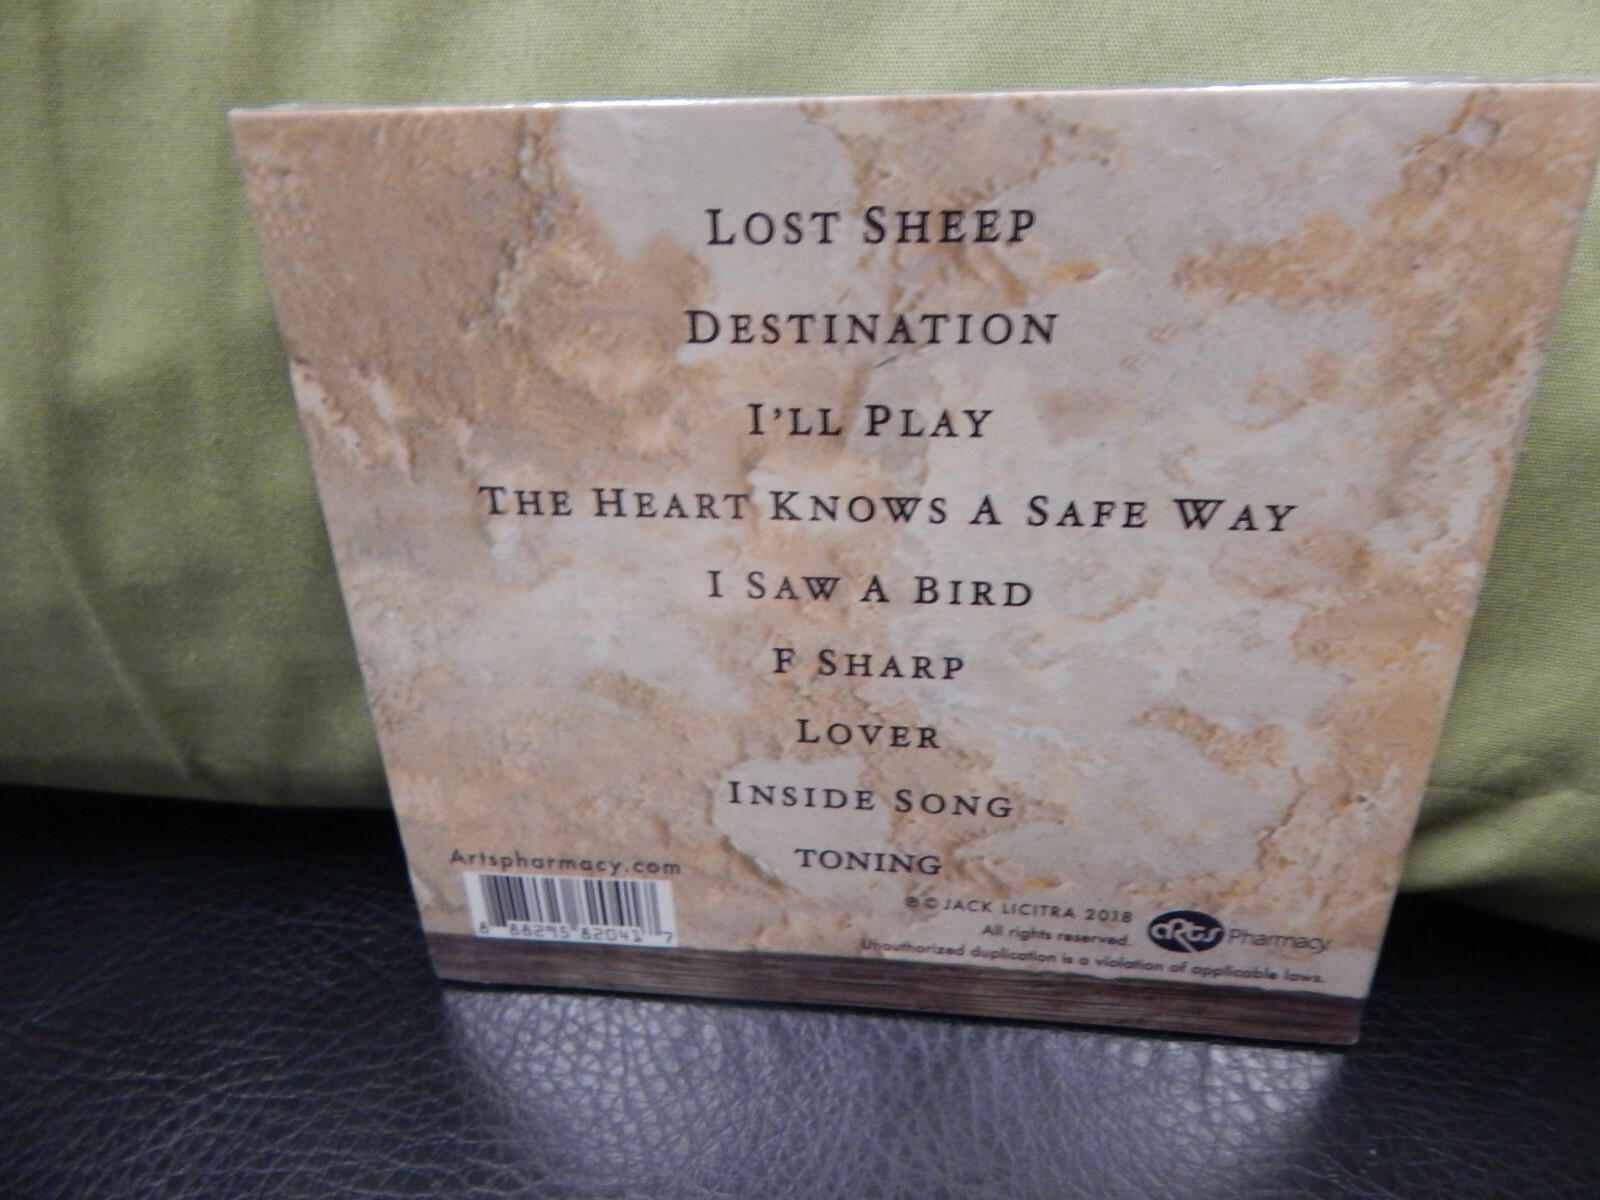 LOST SHEEP
DESTINATION
I'LL PLAY
THE HEART KNOWS A SAFE WAY
I SAW A BIRD
F SHARP
LOVER
INSIDE SONG
TONING
Artspharmacy.com
8 88295 82041 7
℗ © JACK LICITRA 2018
All rights reserved.
aRts Pharmacy
Unauthorized duplication is a violation of applicable laws.